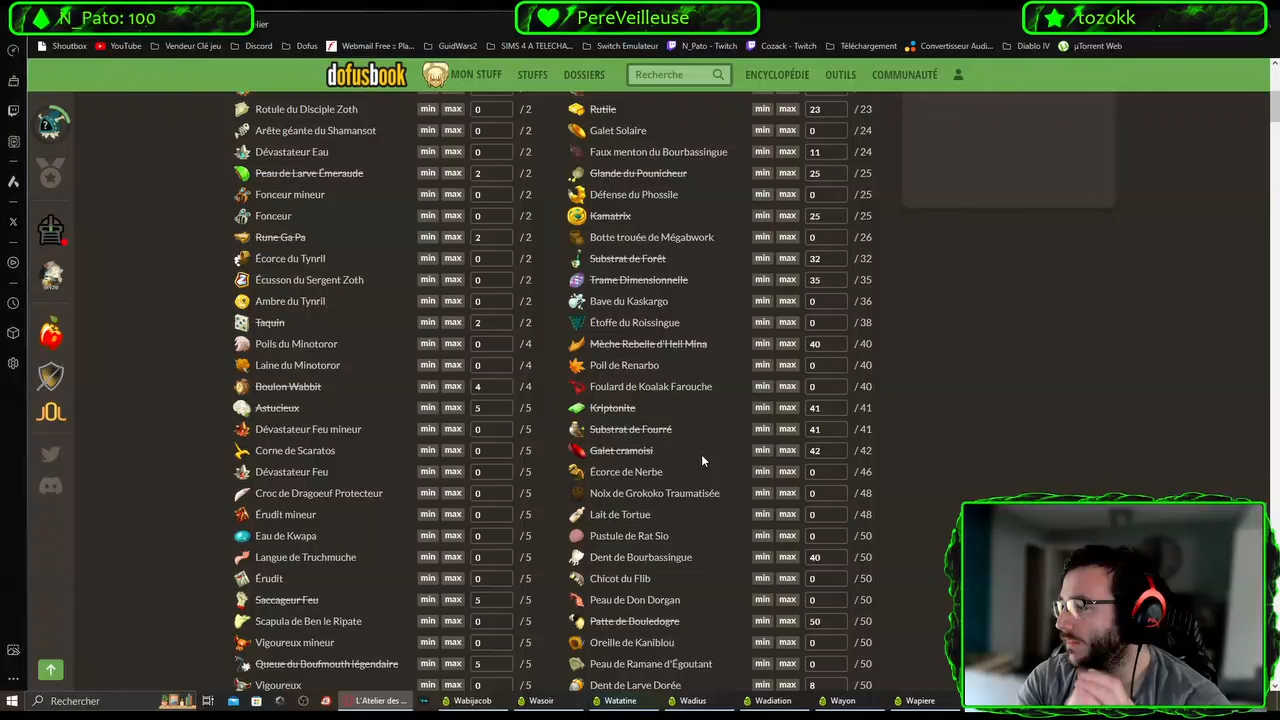 N_Pato: 100
PereVeilleuse
tozokk
elier
Shoutbox YouTube Vendeur Clé jeu Discord Dofus Webmail Free - Pla... GuidWars2 SIMS 4 A TELECHA... Switch Emulateur N_Pato - Twitch Cozack - Twitch Téléchargement Convertisseur Audi... Diablo IV µTorrent Web
dofusbook MON STUFF STUFFS DOSSIERS Recherche ENCYCLOPÉDIE OUTILS COMMUNAUTÉ
Rotule du Disciple Zoth min max 0 / 2 Rutile min max 23 / 23
Arête géante du Shamansot min max 0 / 2 Galet Solaire min max 0 / 24
Dévastateur Eau min max 0 / 2 Faux menton du Bourbassingue min max 11 / 24
Peau de Larve Émeraude min max 2 / 2 Glande du Pounicheur min max 25 / 25
Fonceur mineur min max 0 / 2 Défense du Phossile min max 0 / 25
Fonceur min max 0 / 2 Kamatrix min max 25 / 25
Rune Ga Pa min max 2 / 2 Botte trouée de Mégabwork min max 0 / 26
Écorce du Tynril min max 0 / 2 Substrat de Forêt min max 32 / 32
Écusson du Sergent Zoth min max 0 / 2 Trame Dimensionnelle min max 35 / 35
Ambre du Tynril min max 0 / 2 Bave du Kaskargo min max 0 / 36
Taquin min max 2 / 2 Étoffe du Roissingue min max 0 / 38
Poils du Minotoror min max 0 / 4 Mèche Rebelle d'Hell Mina min max 40 / 40
Laine du Minotoror min max 0 / 4 Poil de Renarbo min max 0 / 40
Boulon Wabbit min max 4 / 4 Foulard de Koalak Farouche min max 0 / 40
Astucieux min max 5 / 5 Kriptonite min max 41 / 41
Dévastateur Feu mineur min max 0 / 5 Substrat de Fourré min max 41 / 41
Corne de Scaratos min max 0 / 5 Galet cramoisi min max 42 / 42
Dévastateur Feu min max 0 / 5 Écorce de Nerbe min max 0 / 46
Croc de Dragoeuf Protecteur min max 0 / 5 Noix de Grokoko Traumatisée min max 0 / 48
Érudit mineur min max 0 / 5 Lait de Tortue min max 0 / 48
Eau de Kwapa min max 0 / 5 Pustule de Rat Sio min max 0 / 50
Langue de Truchmuche min max 0 / 5 Dent de Bourbassingue min max 40 / 50
Érudit min max 0 / 5 Chicot du Flib min max 0 / 50
Saccageur Feu min max 5 / 5 Peau de Don Dorgan min max 0 / 50
Scapula de Ben le Ripate min max 0 / 5 Patte de Bouledogre min max 50 / 50
Vigoureux mineur min max 0 / 5 Oreille de Kaniblou min max 0 / 50
Queue du Boufmouth légendaire min max 5 / 5 Peau de Ramane d'Égoutant min max 0 / 50
Vigoureux min max 0 / 5 Dent de Larve Dorée min max 8 / 50
JOL
Rechercher L'Atelier des ... Wabijacob Wasoir Watatine Wadius Wadiation Wayon Wapiere